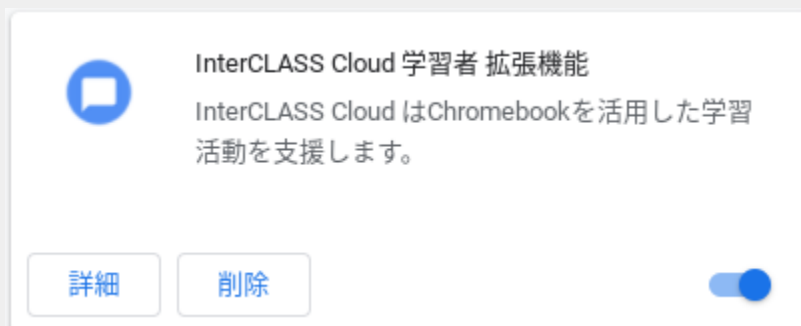 InterCLASS Cloud 学習者 拡張機能
InterCLASS Cloud はChromebookを活用した学習
活動を支援します。
詳細
削除